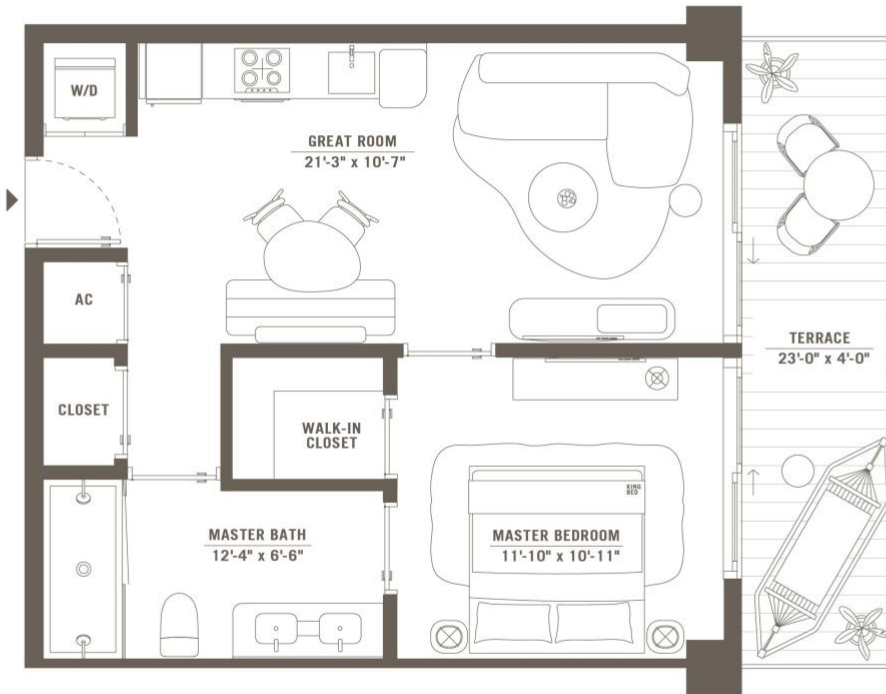 W/D
GREAT ROOM
21'-3" x 10'-7"
AC
TERRACE
23'-0" x 4'-0"
CLOSET
WALK-IN
CLOSET
KING
BED
MASTER BATH
12'-4" x 6'-6"
MASTER BEDROOM
11'-10" x 10'-11"